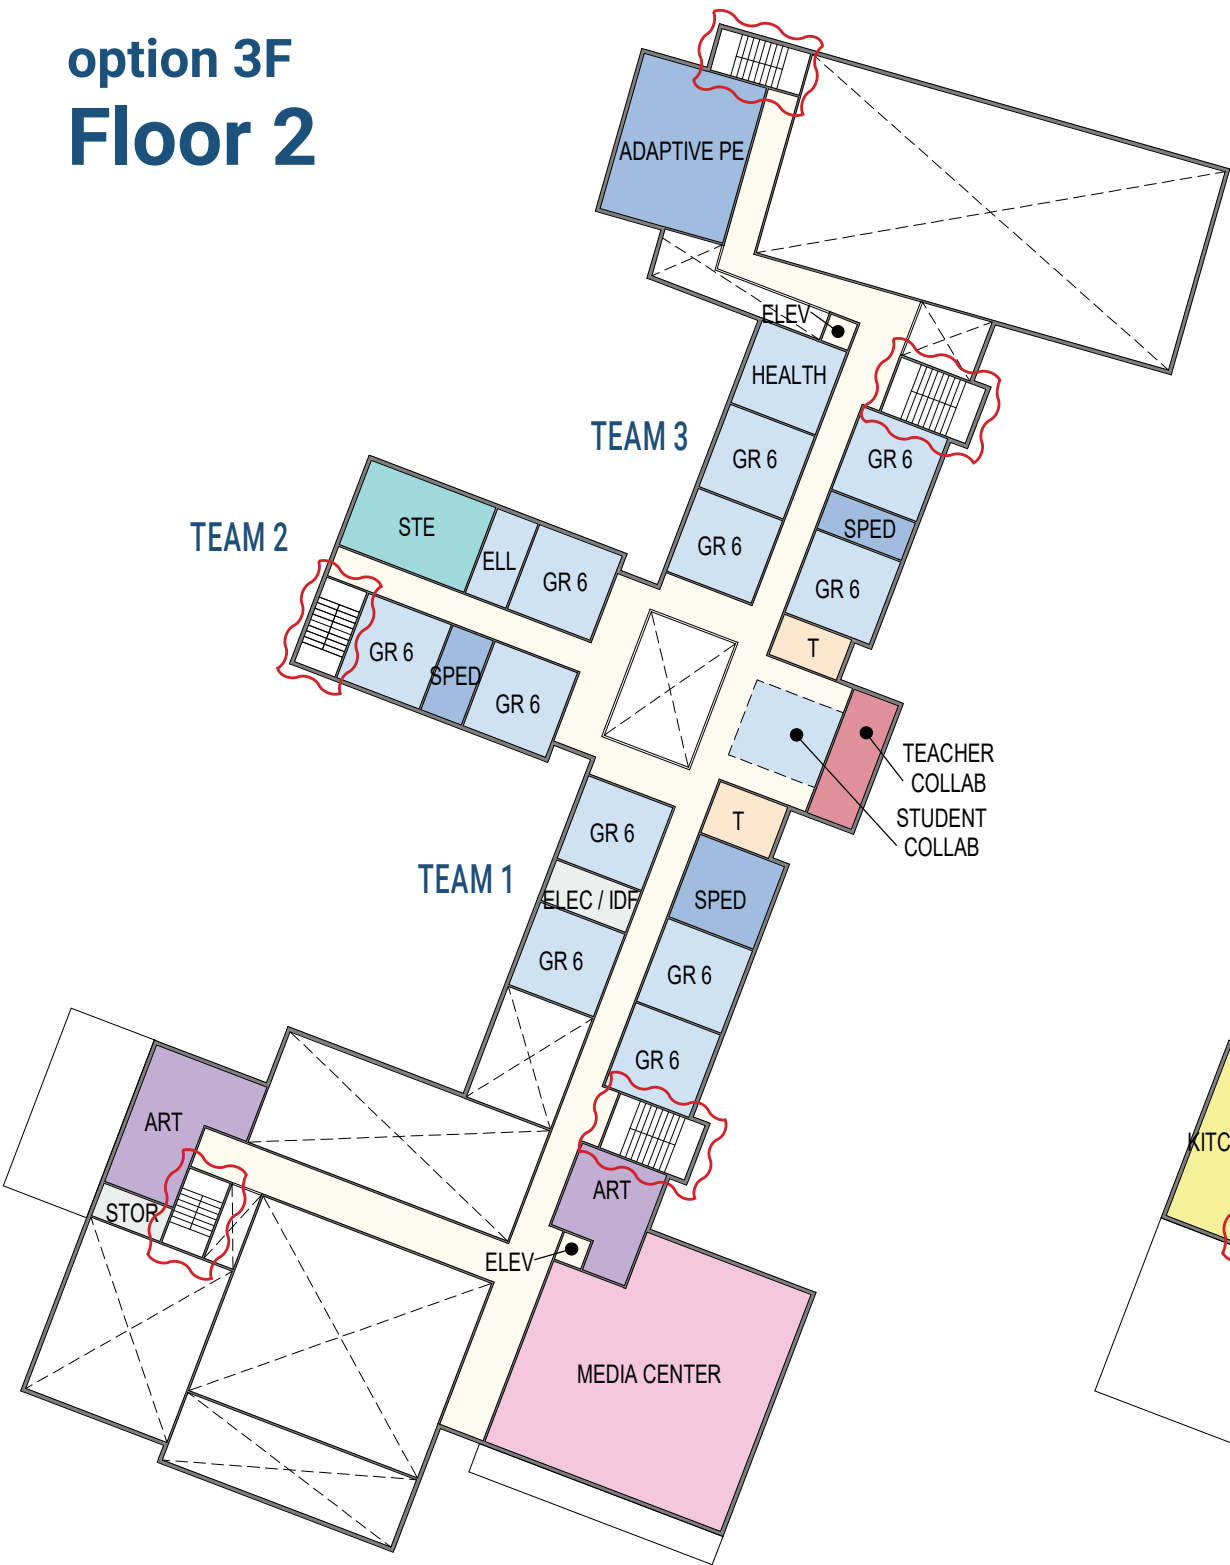 option 3F
Floor 2
ADAPTIVE PE
ELEV
HEALTH
TEAM 3
GR 6
GR 6
SPED
GR 6
GR 6
T
TEAM 2
STE
ELL
GR 6
GR 6
SPED
GR 6
TEACHER
COLLAB
STUDENT
COLLAB
T
TEAM 1
GR 6
ELEC / IDF
GR 6
SPED
GR 6
GR 6
ART
STOR
ART
ELEV
MEDIA CENTER
KITC